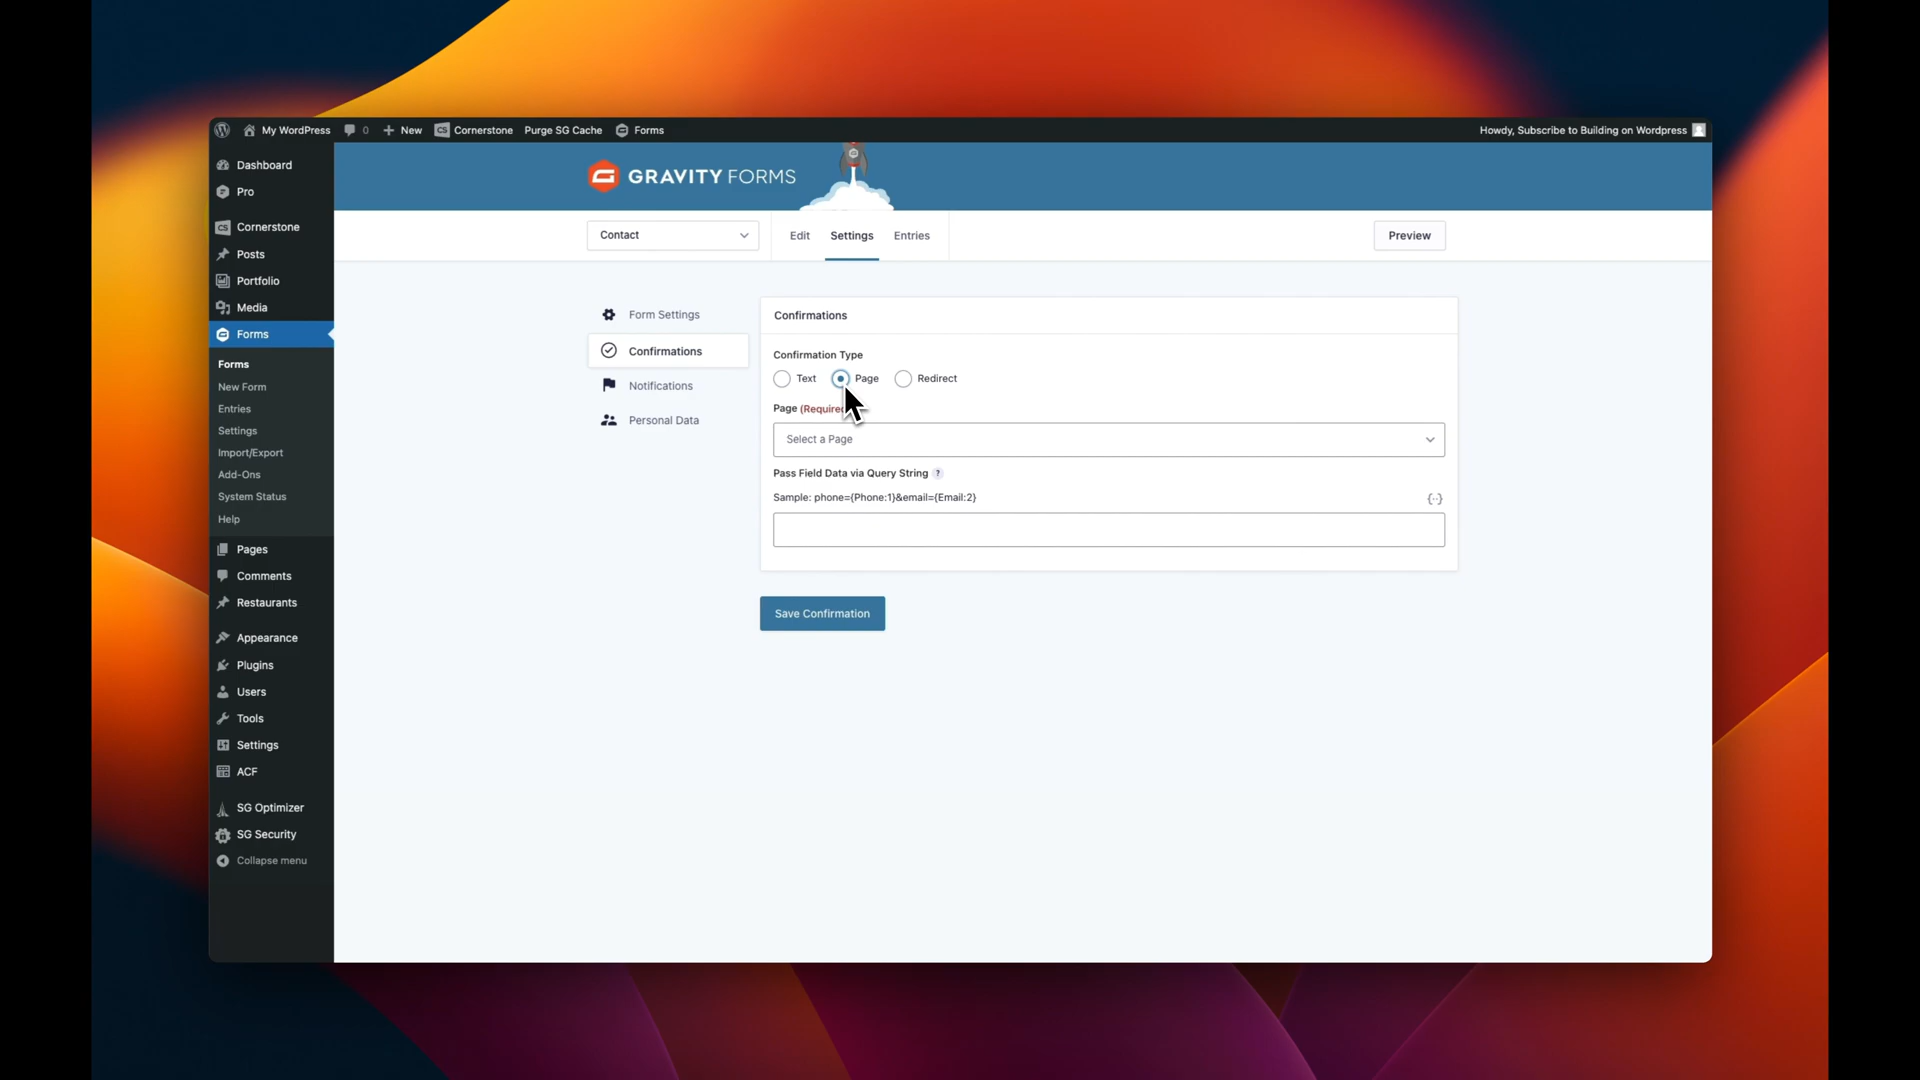 My WordPress 0 New CS Cornerstone Purge SG Cache Forms Howdy, Subscribe to Building on Wordpress
Dashboard
Pro
CS Cornerstone
Posts
Portfolio
Media
Forms
Forms
New Form
Entries
Settings
Import/Export
Add-Ons
System Status
Help
Pages
Comments
Restaurants
Appearance
Plugins
Users
Tools
Settings
ACF
SG Optimizer
SG Security
Collapse menu
GRAVITY FORMS
Contact Edit Settings Entries Preview
Form Settings
Confirmations
Notifications
Personal Data
Confirmations
Confirmation Type
Text Page Redirect
Page
Select a Page
Pass Field Data via Query String ?
Sample: phone={Phone:1}&email={Email:2} {··}
Save Confirmation